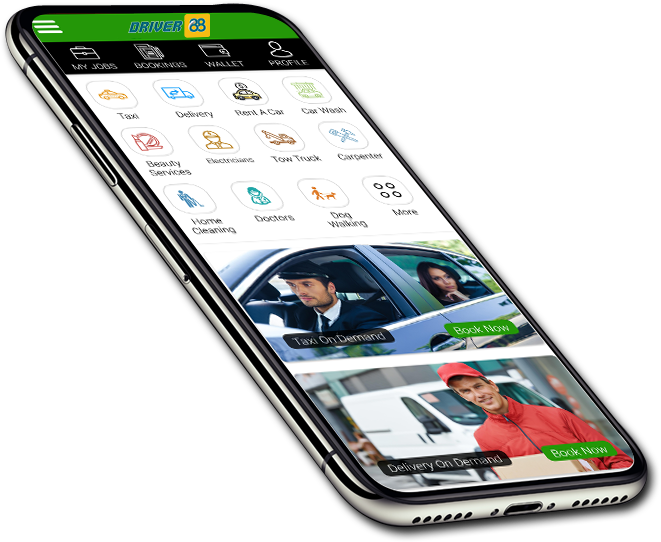 DRIVER 88
MY JOBS BOOKINGS WALLET PROFILE
Taxi Delivery Rent A Car Car Wash
Beauty Services Electricians Tow Truck Carpenter
Home Cleaning Doctors Dog Walking More
Taxi On Demand Book Now
Delivery On Demand Book Now